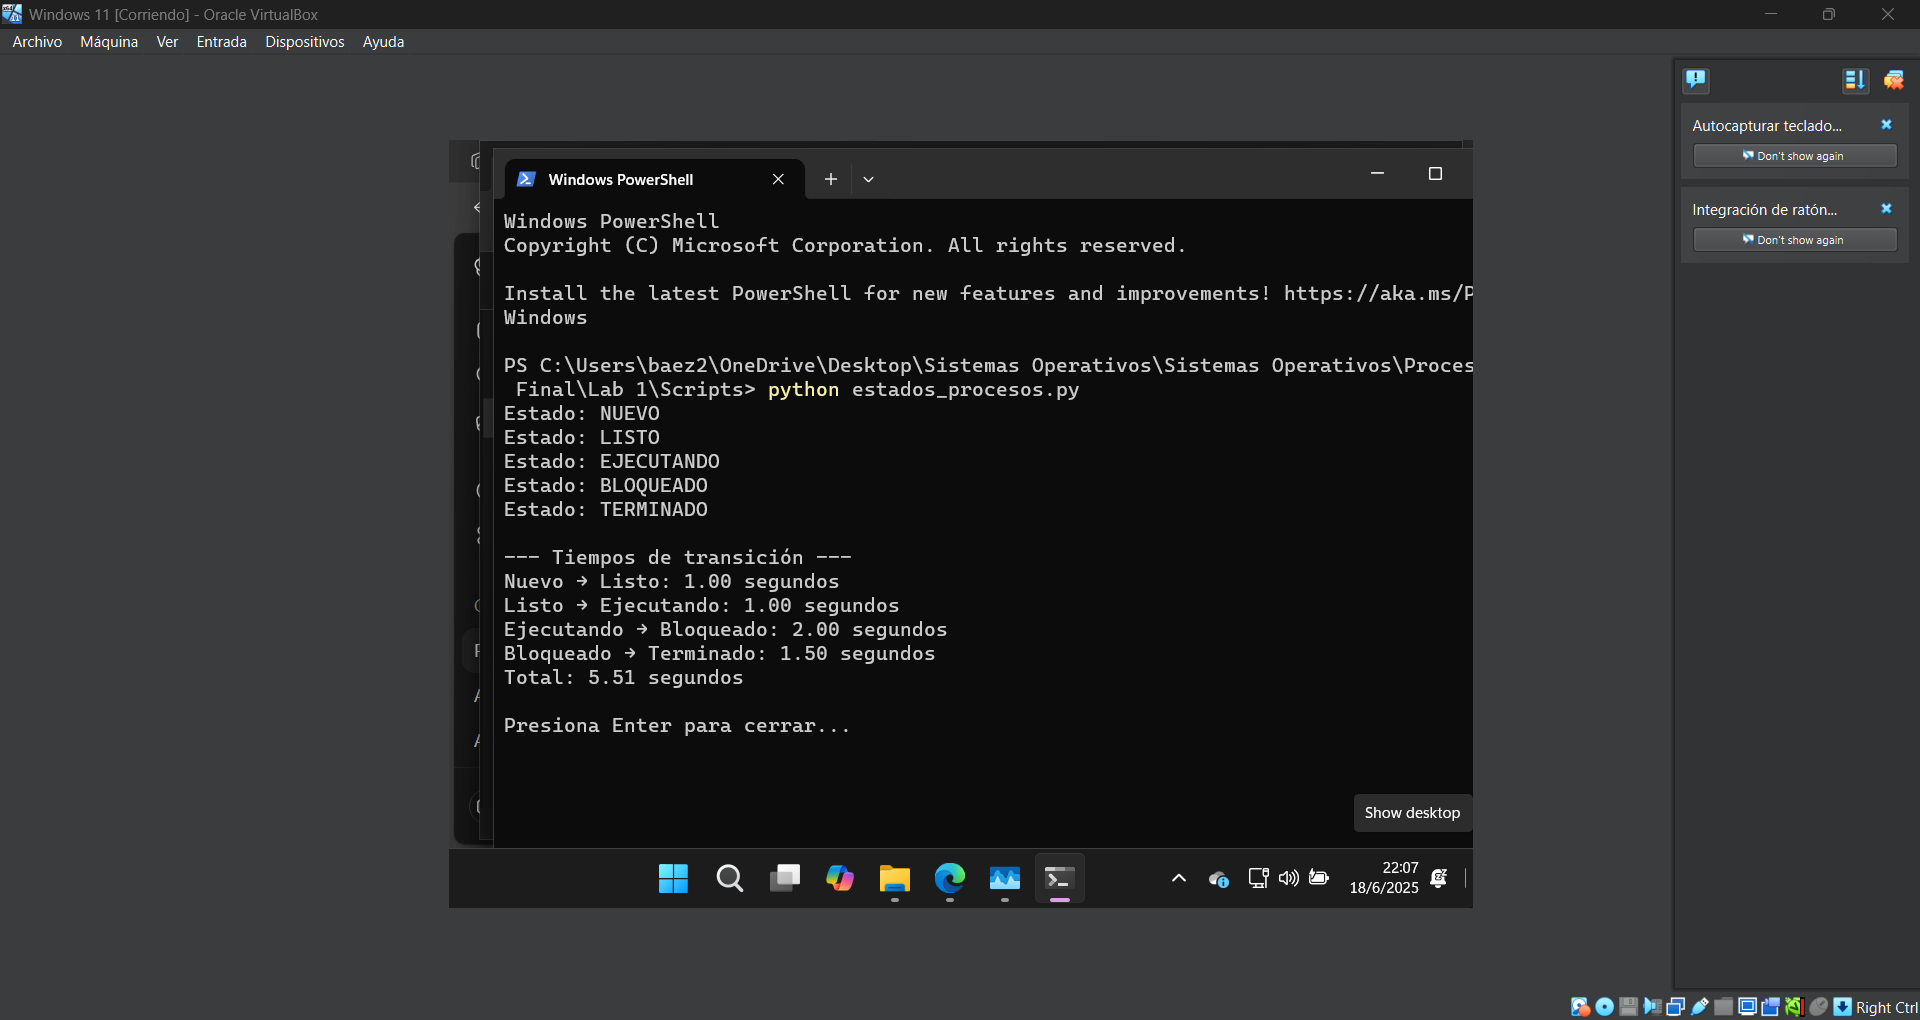 Windows 11 [Corriendo] - Oracle VirtualBox
Archivo Máquina Ver Entrada Dispositivos Ayuda
Autocapturar teclado...
Don't show again
Integración de ratón...
Don't show again
Windows PowerShell
Windows PowerShell
Copyright (C) Microsoft Corporation. All rights reserved.
Install the latest PowerShell for new features and improvements! https://aka.ms/P
Windows
PS C:\Users\baez2\OneDrive\Desktop\Sistemas Operativos\Sistemas Operativos\Proces
Final\Lab 1\Scripts> python estados_procesos.py
Estado: NUEVO
Estado: LISTO
Estado: EJECUTANDO
Estado: BLOQUEADO
Estado: TERMINADO
--- Tiempos de transición ---
Nuevo → Listo: 1.00 segundos
Listo → Ejecutando: 1.00 segundos
Ejecutando → Bloqueado: 2.00 segundos
Bloqueado → Terminado: 1.50 segundos
Total: 5.51 segundos
Presiona Enter para cerrar...
Show desktop
22:07
18/6/2025
Right Ctrl